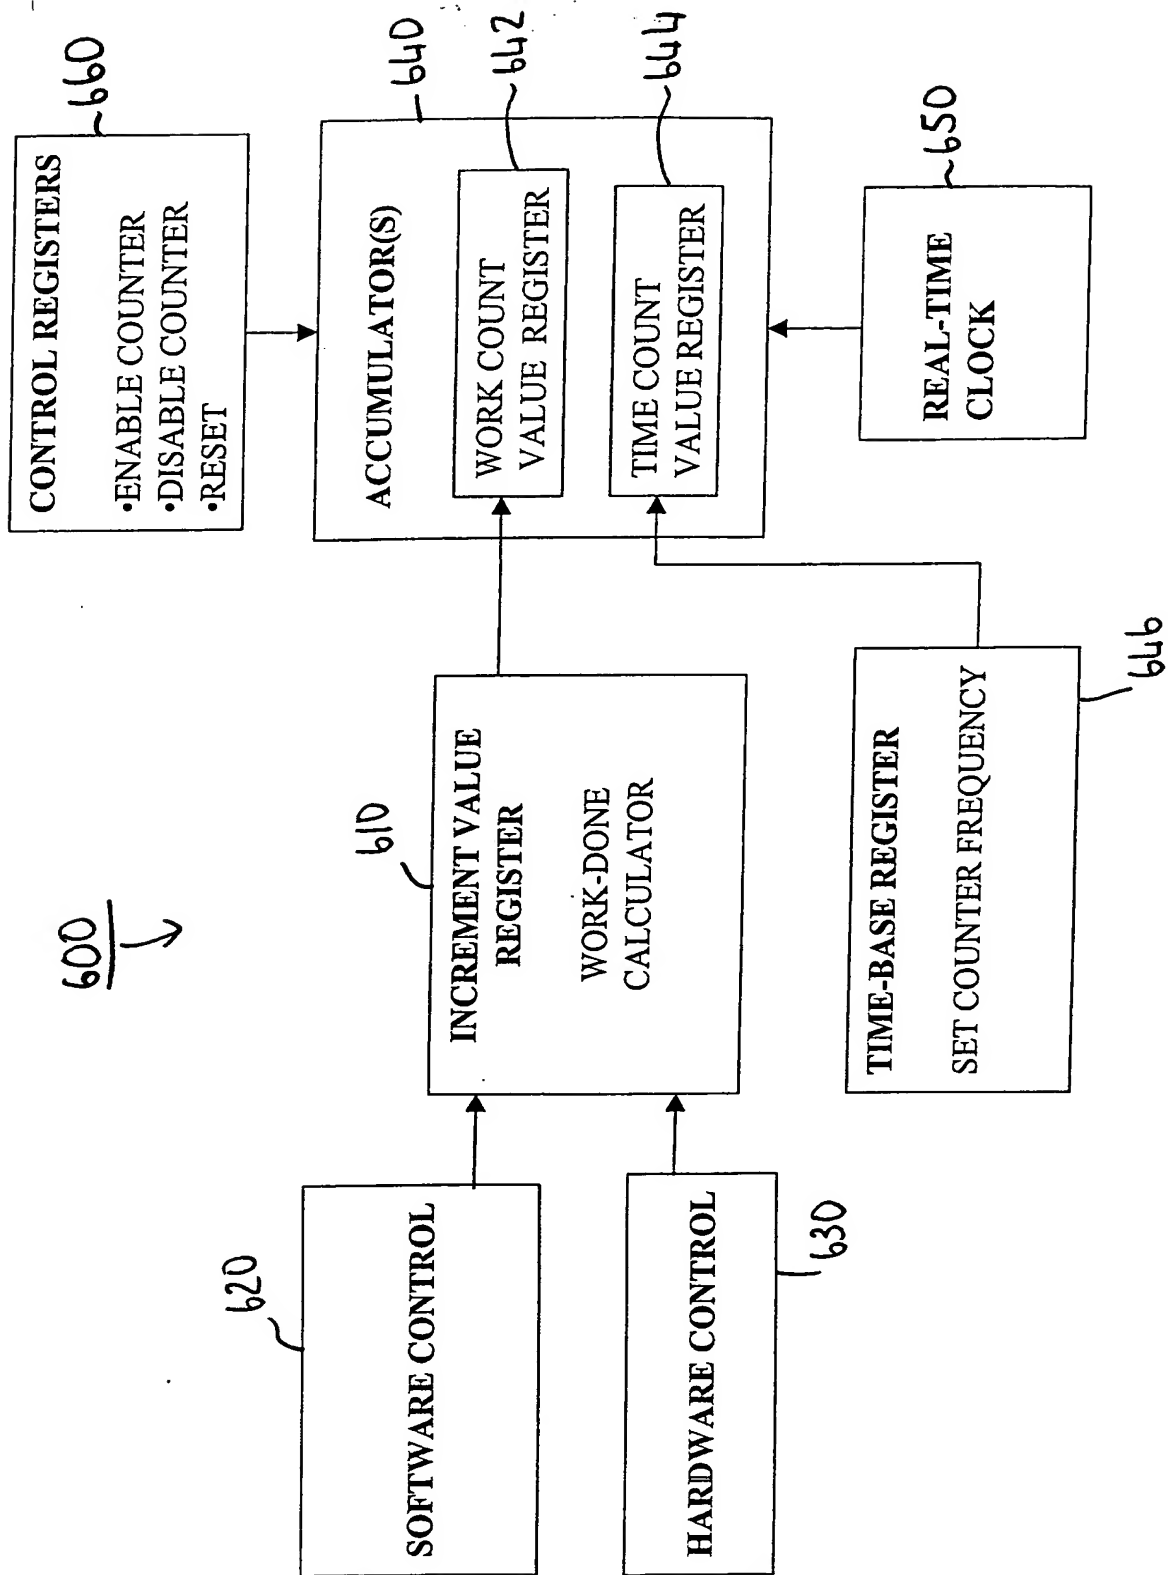 600
660
CONTROL REGISTERS
•ENABLE COUNTER
•DISABLE COUNTER
•RESET
620
SOFTWARE CONTROL
610
INCREMENT VALUE
REGISTER
WORK-DONE
CALCULATOR
640
ACCUMULATOR(S)
642
WORK COUNT
VALUE REGISTER
644
TIME COUNT
VALUE REGISTER
HARDWARE CONTROL
630
TIME-BASE REGISTER
SET COUNTER FREQUENCY
646
650
REAL-TIME
CLOCK